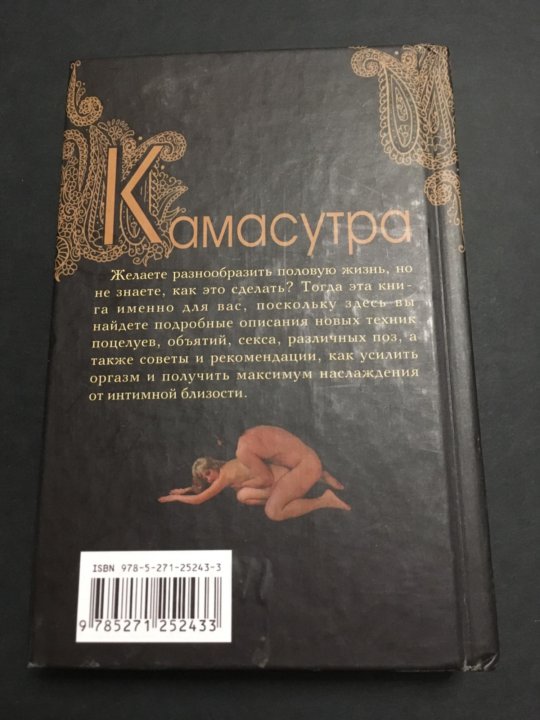 Камасутра
Желаете разнообразить половую жизнь, но
не знаете, как это сделать? Тогда эта кни-
га именно для вас, поскольку здесь вы
найдете подробные описания новых техник
поцелуев, объятий, секса, различных поз, а
также советы и рекомендации, как усилить
оргазм и получить максимум наслаждения
от интимной близости.
ISBN 978-5-271-25243-3
9 785271 252433